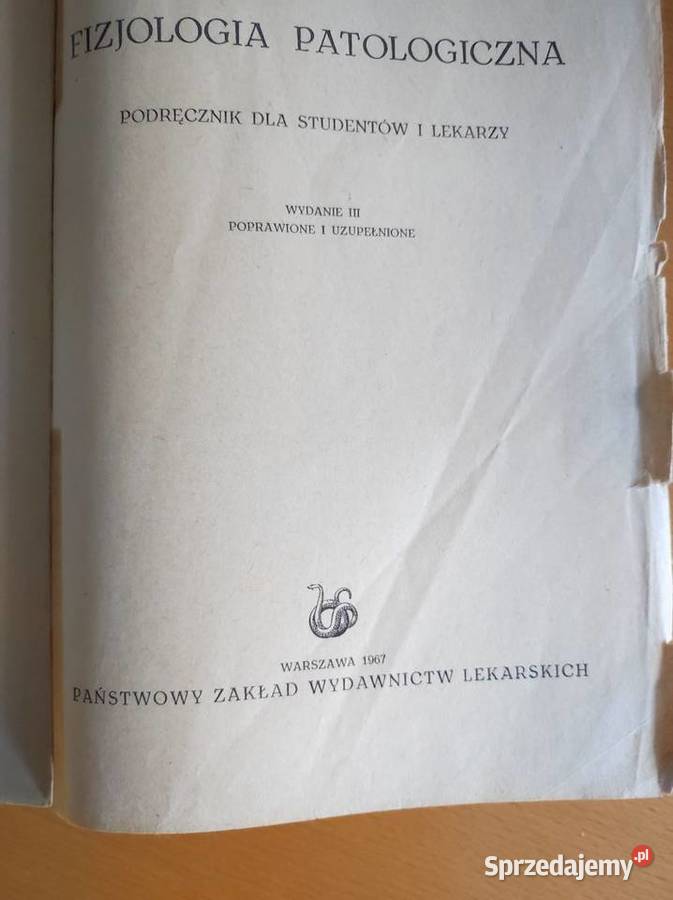 FIZJOLOGIA PATOLOGICZNA
PODRĘCZNIK DLA STUDENTÓW I LEKARZY
WYDANIE III
POPRAWIONE I UZUPEŁNIONE
WARSZAWA 1967
PAŃSTWOWY ZAKŁAD WYDAWNICTW LEKARSKICH
Sprzedajemy.pl